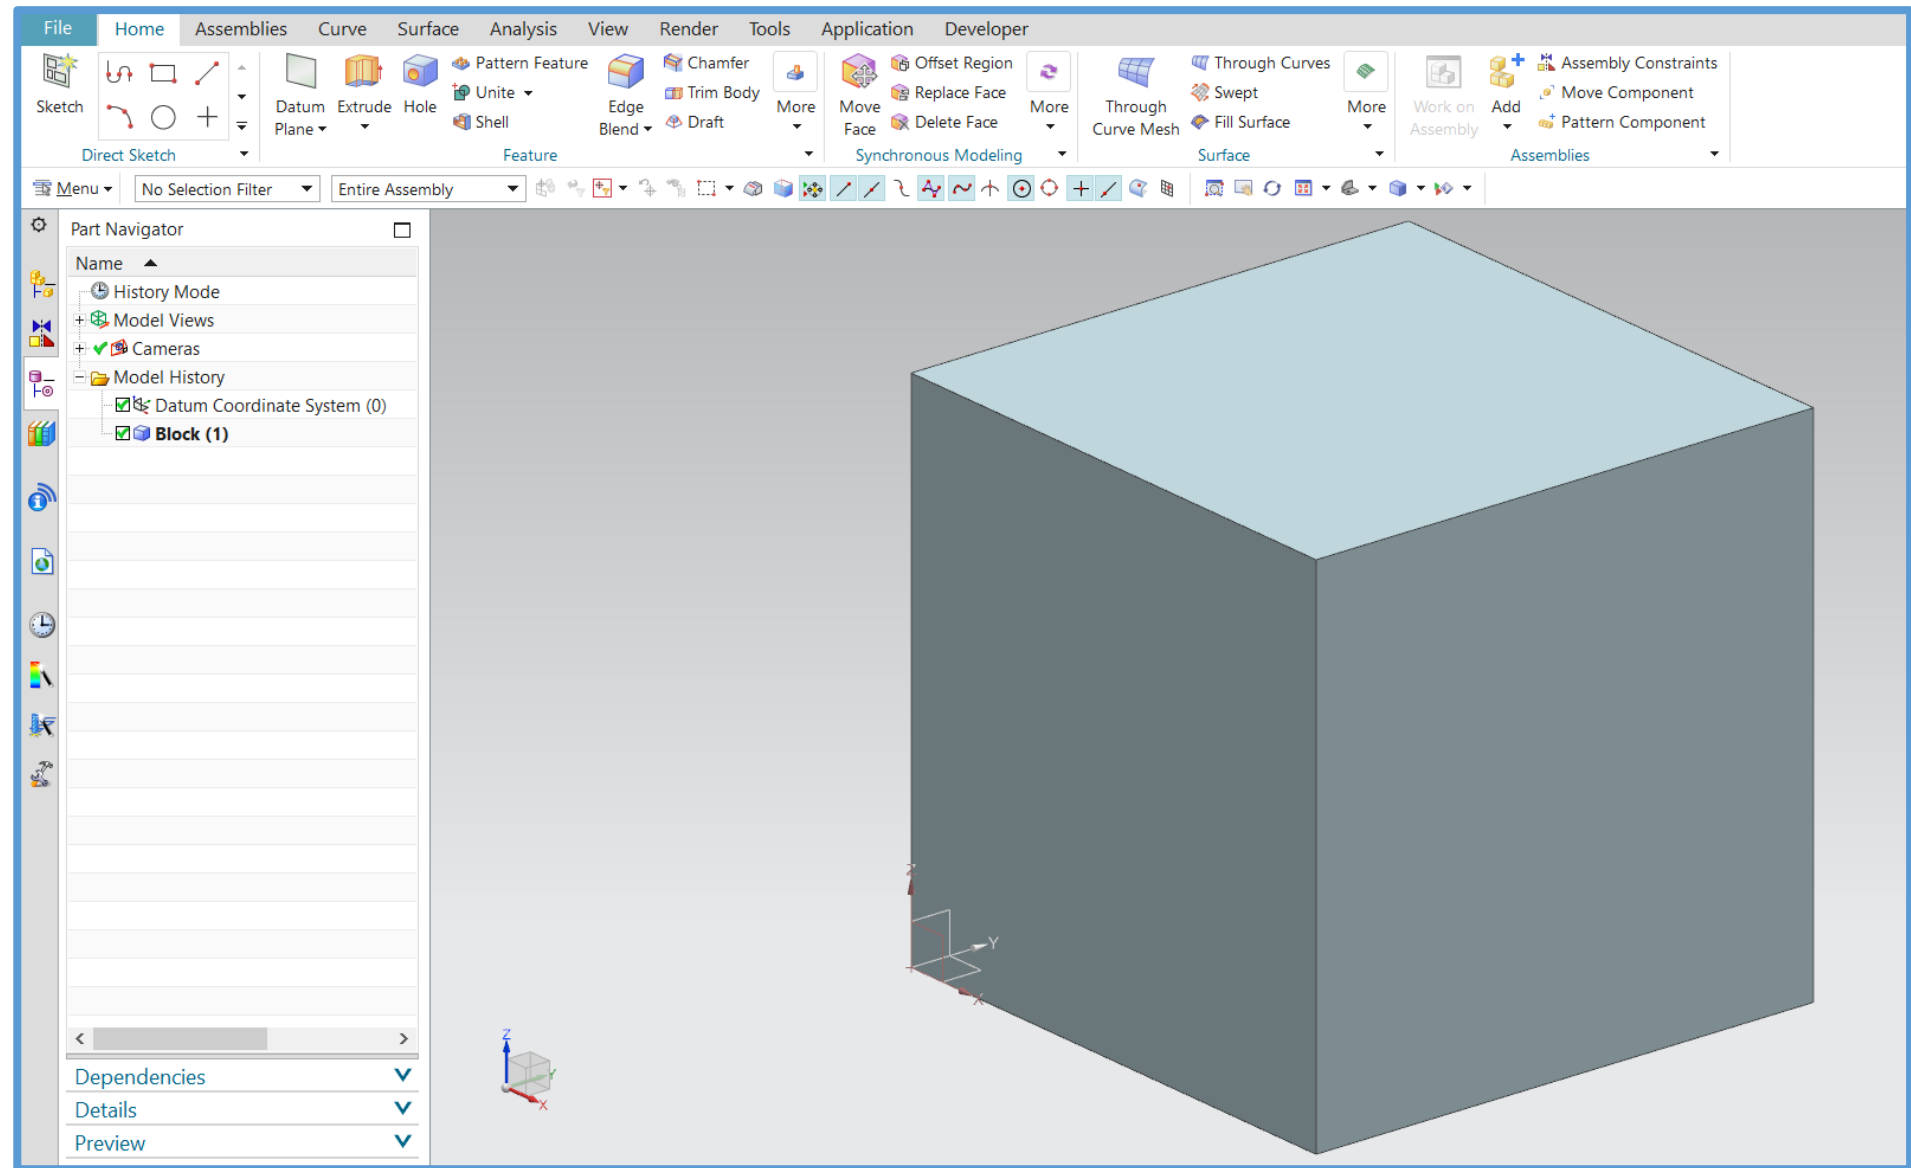 File Home Assemblies Curve Surface Analysis View Render Tools Application Developer
Sketch
Direct Sketch
Datum Plane
Extrude
Hole
Pattern Feature
Unite
Shell
Edge Blend
Chamfer
Trim Body
Draft
More
Feature
Move Face
Offset Region
Replace Face
Delete Face
More
Synchronous Modeling
Through Curve Mesh
Through Curves
Swept
Fill Surface
More
Surface
Work on Assembly
Add
Assembly Constraints
Move Component
Pattern Component
Assemblies
Menu No Selection Filter Entire Assembly
Part Navigator
Name
History Mode
Model Views
Cameras
Model History
Datum Coordinate System (0)
Block (1)
Dependencies
Details
Preview
Z
Y
X
Z
Y
X